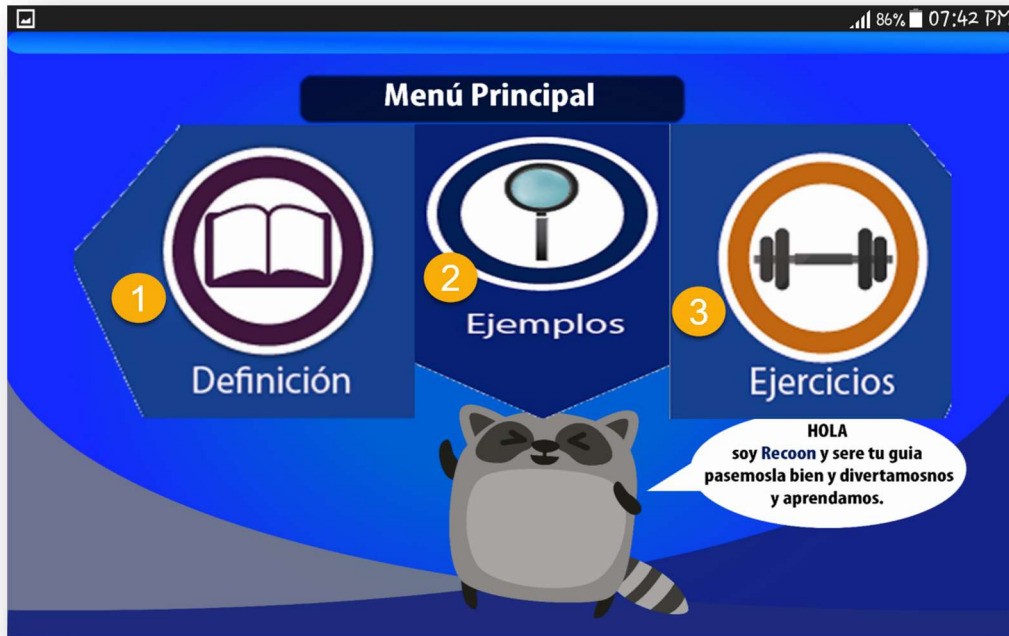 86% 07:42 PM
Menú Principal
1
Definición
2
Ejemplos
3
Ejercicios
HOLA
soy Recoon y sere tu guia
pasemosla bien y divertamosnos
y aprendamos.